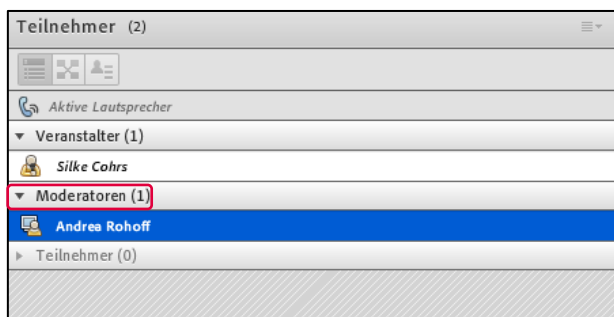 Teilnehmer (2)
Aktive Lautsprecher
Veranstalter (1)
Silke Cohrs
Moderatoren (1)
Andrea Rohoff
Teilnehmer (0)